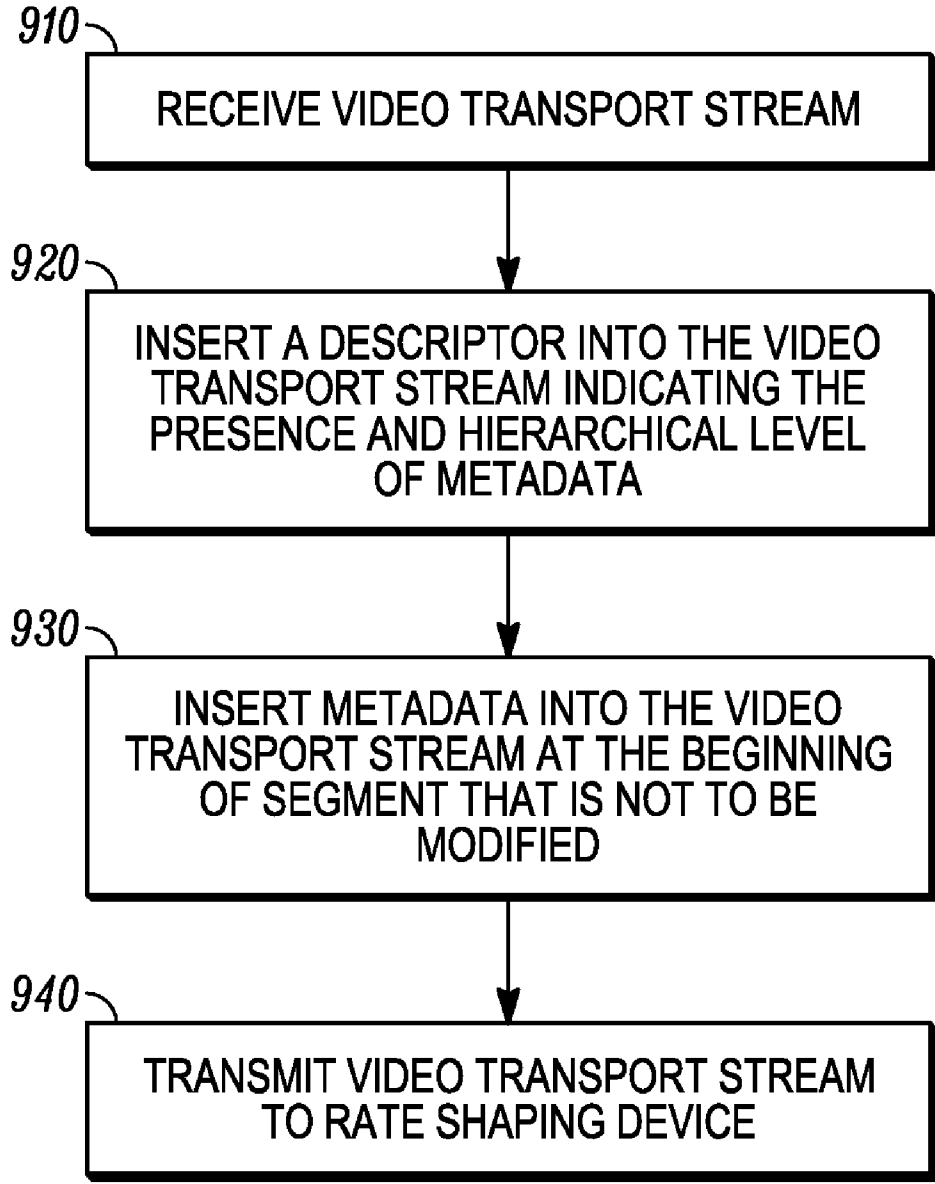 910
RECEIVE VIDEO TRANSPORT STREAM
920
INSERT A DESCRIPTOR INTO THE VIDEO
TRANSPORT STREAM INDICATING THE
PRESENCE AND HIERARCHICAL LEVEL
OF METADATA
930
INSERT METADATA INTO THE VIDEO
TRANSPORT STREAM AT THE BEGINNING
OF SEGMENT THAT IS NOT TO BE
MODIFIED
940
TRANSMIT VIDEO TRANSPORT STREAM
TO RATE SHAPING DEVICE